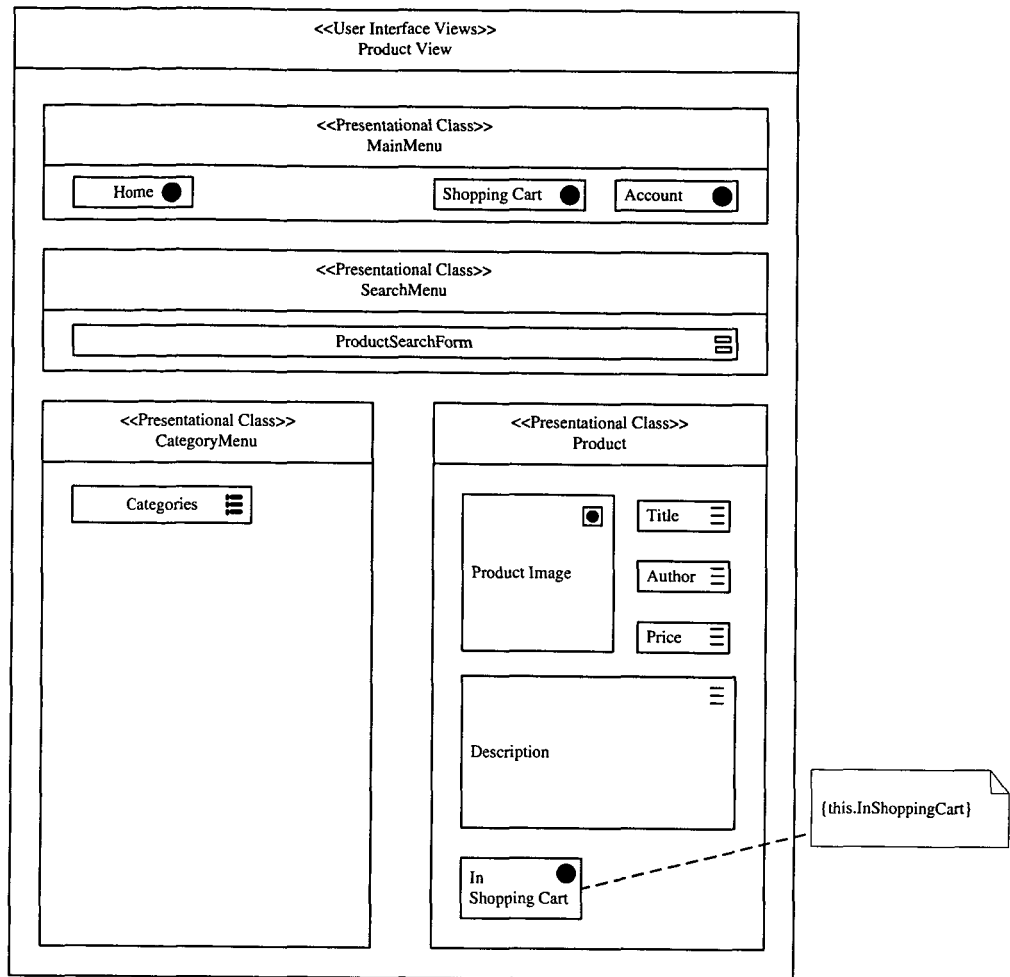 <<User Interface Views>>
Product View
<<Presentational Class>>
MainMenu
Home
Shopping Cart
Account
<<Presentational Class>>
SearchMenu
ProductSearchForm
<<Presentational Class>>
CategoryMenu
Categories
<<Presentational Class>>
Product
Product Image
Title
Author
Price
Description
{this.InShoppingCart}
In
Shopping Cart